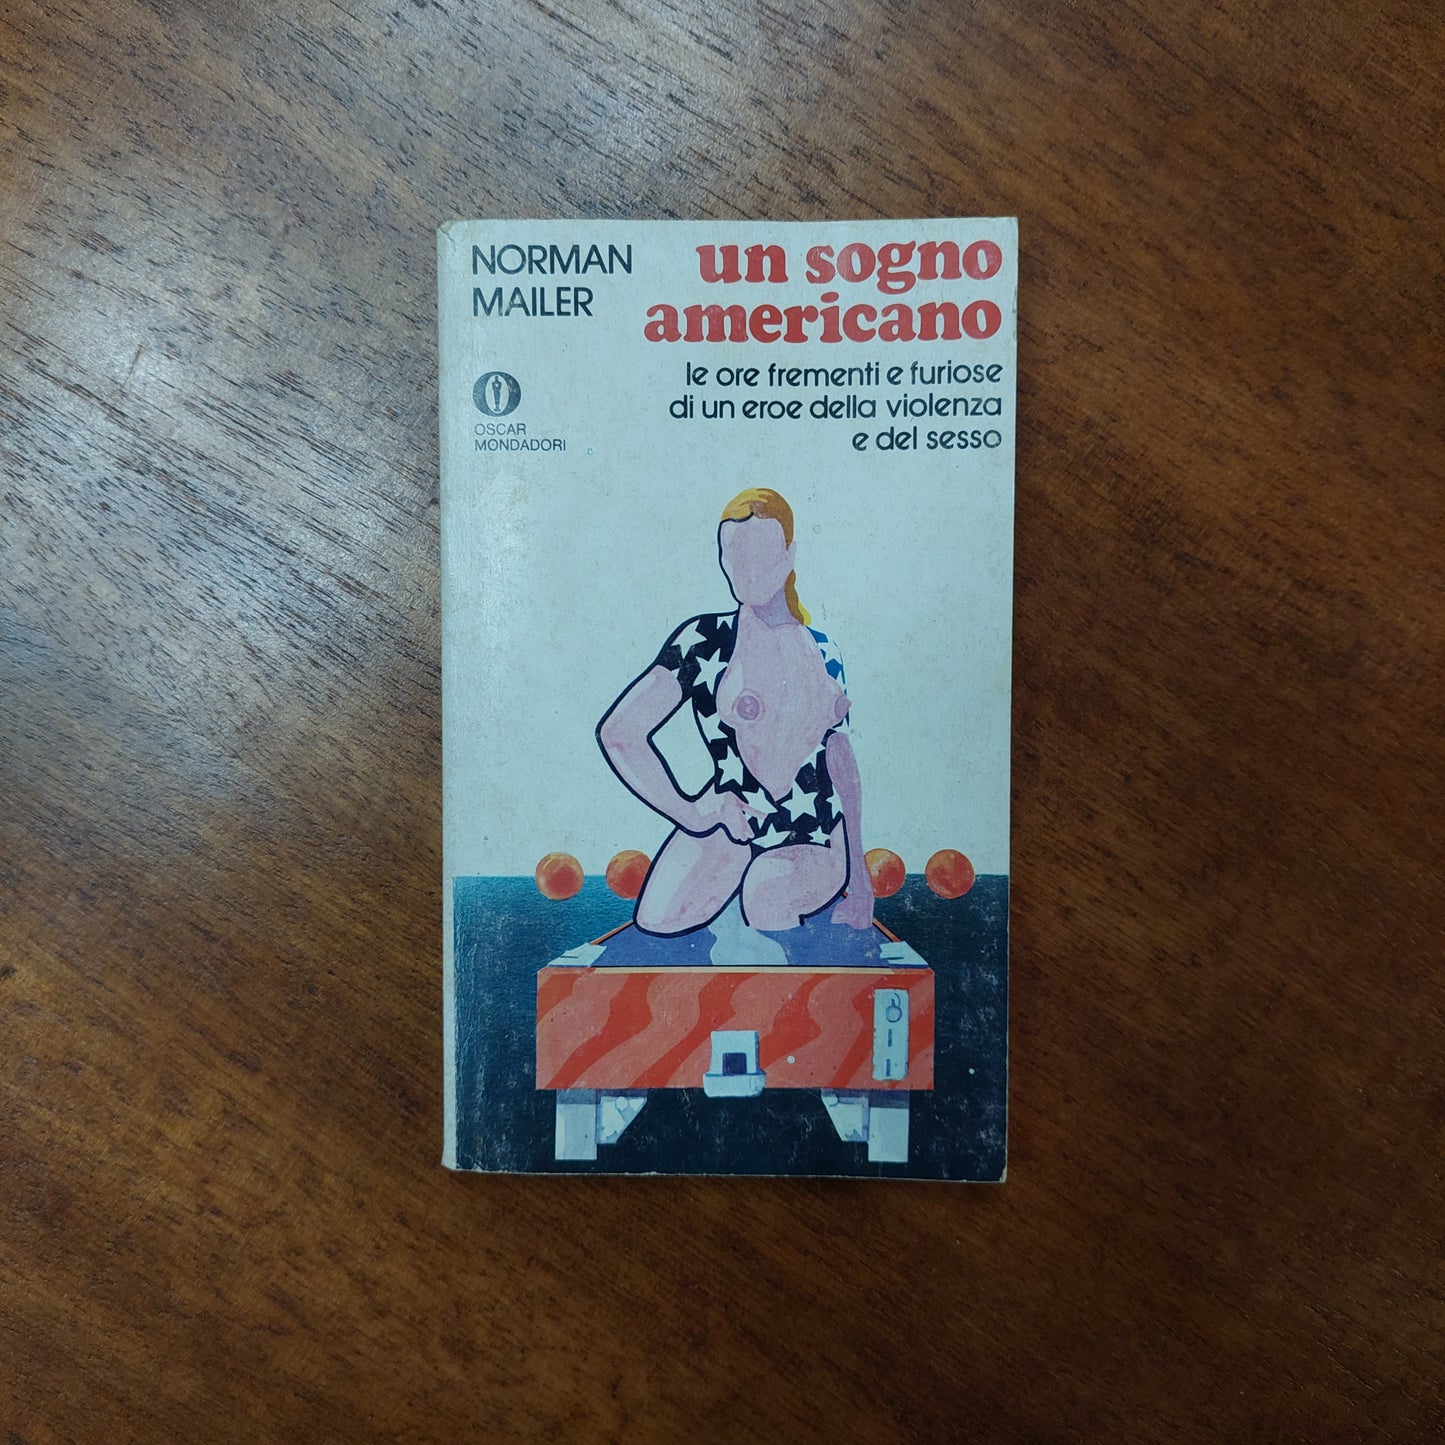 NORMAN
MAILER
un sogno
americano
le ore frementi e furiose
di un eroe della violenza
e del sesso
OSCAR
MONDADORI